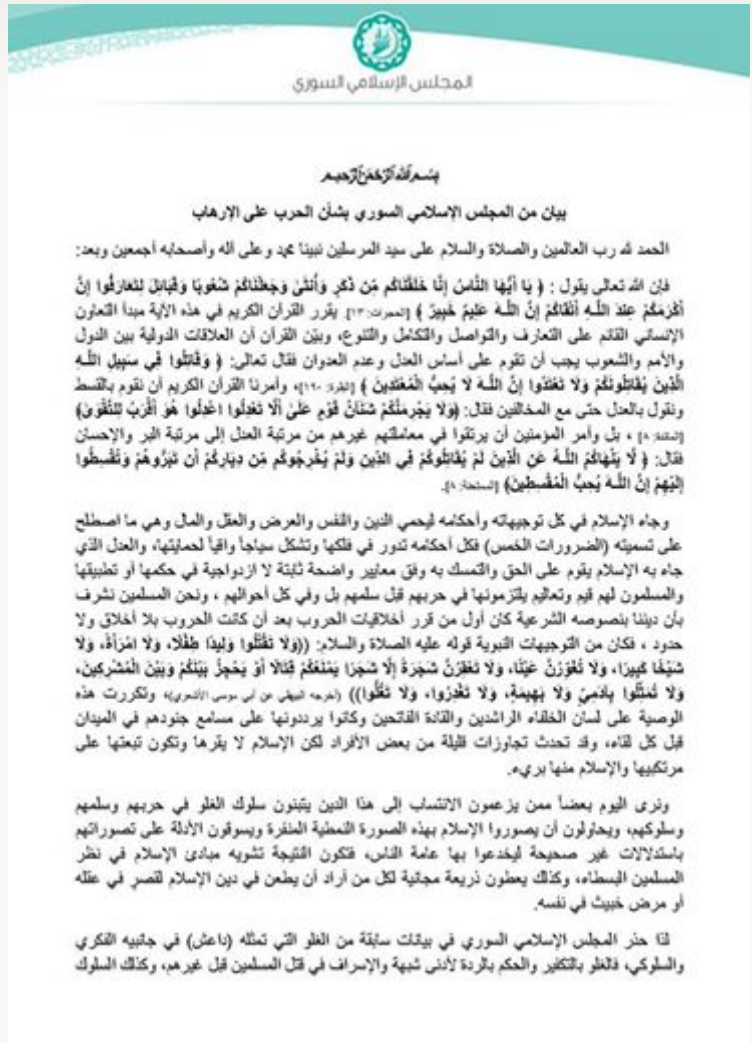 المجلس الإسلامي السوري
بسم الله الرحمن الرحيم
بيان من المجلس الإسلامي السوري بشأن الحرب على الإرهاب
الحمد لله رب العالمين والصلاة والسلام على سيد المرسلين نبينا محمد وعلى آله وأصحابه أجمعين وبعد:
فإن الله تعالى يقول : ﴿ يَا أَيُّهَا النَّاسُ إِنَّا خَلَقْنَاكُم مِّن ذَكَرٍ وَأُنثَىٰ وَجَعَلْنَاكُمْ شُعُوبًا وَقَبَائِلَ لِتَعَارَفُوا إِنَّ
أَكْرَمَكُمْ عِندَ اللَّـهِ أَتْقَاكُمْ إِنَّ اللَّـهَ عَلِيمٌ خَبِيرٌ ﴾ [الحجرات:١٣]. يقرر القرآن الكريم في هذه الآية مبدأ التعاون
الإنساني القائم على التعارف والتواصل والتكامل والتنوع، وبيّن القرآن أن العلاقات الدولية بين الدول
والأمم والشعوب يجب أن تقوم على أساس العدل وعدم العدوان فقال تعالى: ﴿ وَقَاتِلُوا فِي سَبِيلِ اللَّـهِ
الَّذِينَ يُقَاتِلُونَكُمْ وَلَا تَعْتَدُوا إِنَّ اللَّـهَ لَا يُحِبُّ الْمُعْتَدِينَ ﴾ [البقرة: ١٩٠]، وأمرنا القرآن الكريم أن نقوم بالقسط
ونقول بالعدل حتى مع المخالفين فقال: ﴿وَلَا يَجْرِمَنَّكُمْ شَنَآنُ قَوْمٍ عَلَىٰ أَلَّا تَعْدِلُوا اعْدِلُوا هُوَ أَقْرَبُ لِلتَّقْوَىٰ﴾
[المائدة: ٨] ، بل وأمر المؤمنين أن يرتقوا في معاملتهم غيرهم من مرتبة العدل إلى مرتبة البر والإحسان
فقال: ﴿ لَّا يَنْهَاكُمُ اللَّـهُ عَنِ الَّذِينَ لَمْ يُقَاتِلُوكُمْ فِي الدِّينِ وَلَمْ يُخْرِجُوكُم مِّن دِيَارِكُمْ أَن تَبَرُّوهُمْ وَتُقْسِطُوا
إِلَيْهِمْ إِنَّ اللَّـهَ يُحِبُّ الْمُقْسِطِينَ﴾ [الممتحنة: ٨].
وجاء الإسلام في كل توجيهاته وأحكامه ليحمي الدين والنفس والعرض والعقل والمال وهي ما اصطلح
على تسميته (الضرورات الخمس) فكل أحكامه تدور في فلكها وتشكل سياجاً واقياً لحمايتها، والعدل الذي
جاء به الإسلام يقوم على الحق والتمسك به وفق معايير واضحة ثابتة لا ازدواجية في حكمها أو تطبيقها
والمسلمون لهم قيم وتعاليم يلتزمونها في حربهم قبل سلمهم بل وفي كل أحوالهم ، ونحن المسلمين نشرف
بأن ديننا بنصوصه الشرعية كان أول من قرر أخلاقيات الحروب بعد أن كانت الحروب بلا أخلاق ولا
حدود ، فكان من التوجيهات النبوية قوله عليه الصلاة والسلام: ((وَلَا تَقْتُلُوا وَلِيدًا طِفْلًا، وَلَا امْرَأَةً، وَلَا
شَيْخًا كَبِيرًا، وَلَا تُغَوِّرُنَّ عَيْنًا، وَلَا تَعْقِرُنَّ شَجَرَةً إِلَّا شَجَرًا يَمْنَعُكُمْ قِتَالًا أَوْ يَحْجِزُ بَيْنَكُمْ وَبَيْنَ الْمُشْرِكِينَ،
وَلَا تُمَثِّلُوا بِآدَمِيٍّ وَلَا بَهِيمَةٍ، وَلَا تَغْدِرُوا، وَلَا تَغُلُّوا)) (أخرجه البيهقي عن أبي موسى الأشعري)، وتكررت هذه
الوصية على لسان الخلفاء الراشدين والقادة الفاتحين وكانوا يرددونها على مسامع جنودهم في الميدان
قبل كل لقاء، وقد تحدث تجاوزات قليلة من بعض الأفراد لكن الإسلام لا يقرها وتكون تبعتها على
مرتكبيها والإسلام منها بريء.
ونرى اليوم بعضاً ممن يزعمون الانتساب إلى هذا الدين يتبنون سلوك الغلو في حربهم وسلمهم
وسلوكهم، ويحاولون أن يصوروا الإسلام بهذه الصورة النمطية المنفرة ويسوقون الأدلة على تصوراتهم
باستدلالات غير صحيحة ليخدعوا بها عامة الناس، فتكون النتيجة تشويه مبادئ الإسلام في نظر
المسلمين البسطاء، وكذلك يعطون ذريعة مجانية لكل من أراد أن يطعن في دين الإسلام لقصر في عقله
أو مرض خبيث في نفسه.
لذا حذر المجلس الإسلامي السوري في بيانات سابقة من الغلو التي تمثله (داعش) في جانبيه الفكري
والسلوكي، فالغلو بالتكفير والحكم بالردة لأدنى شبهة والإسراف في قتل المسلمين قبل غيرهم، وكذلك السلوك